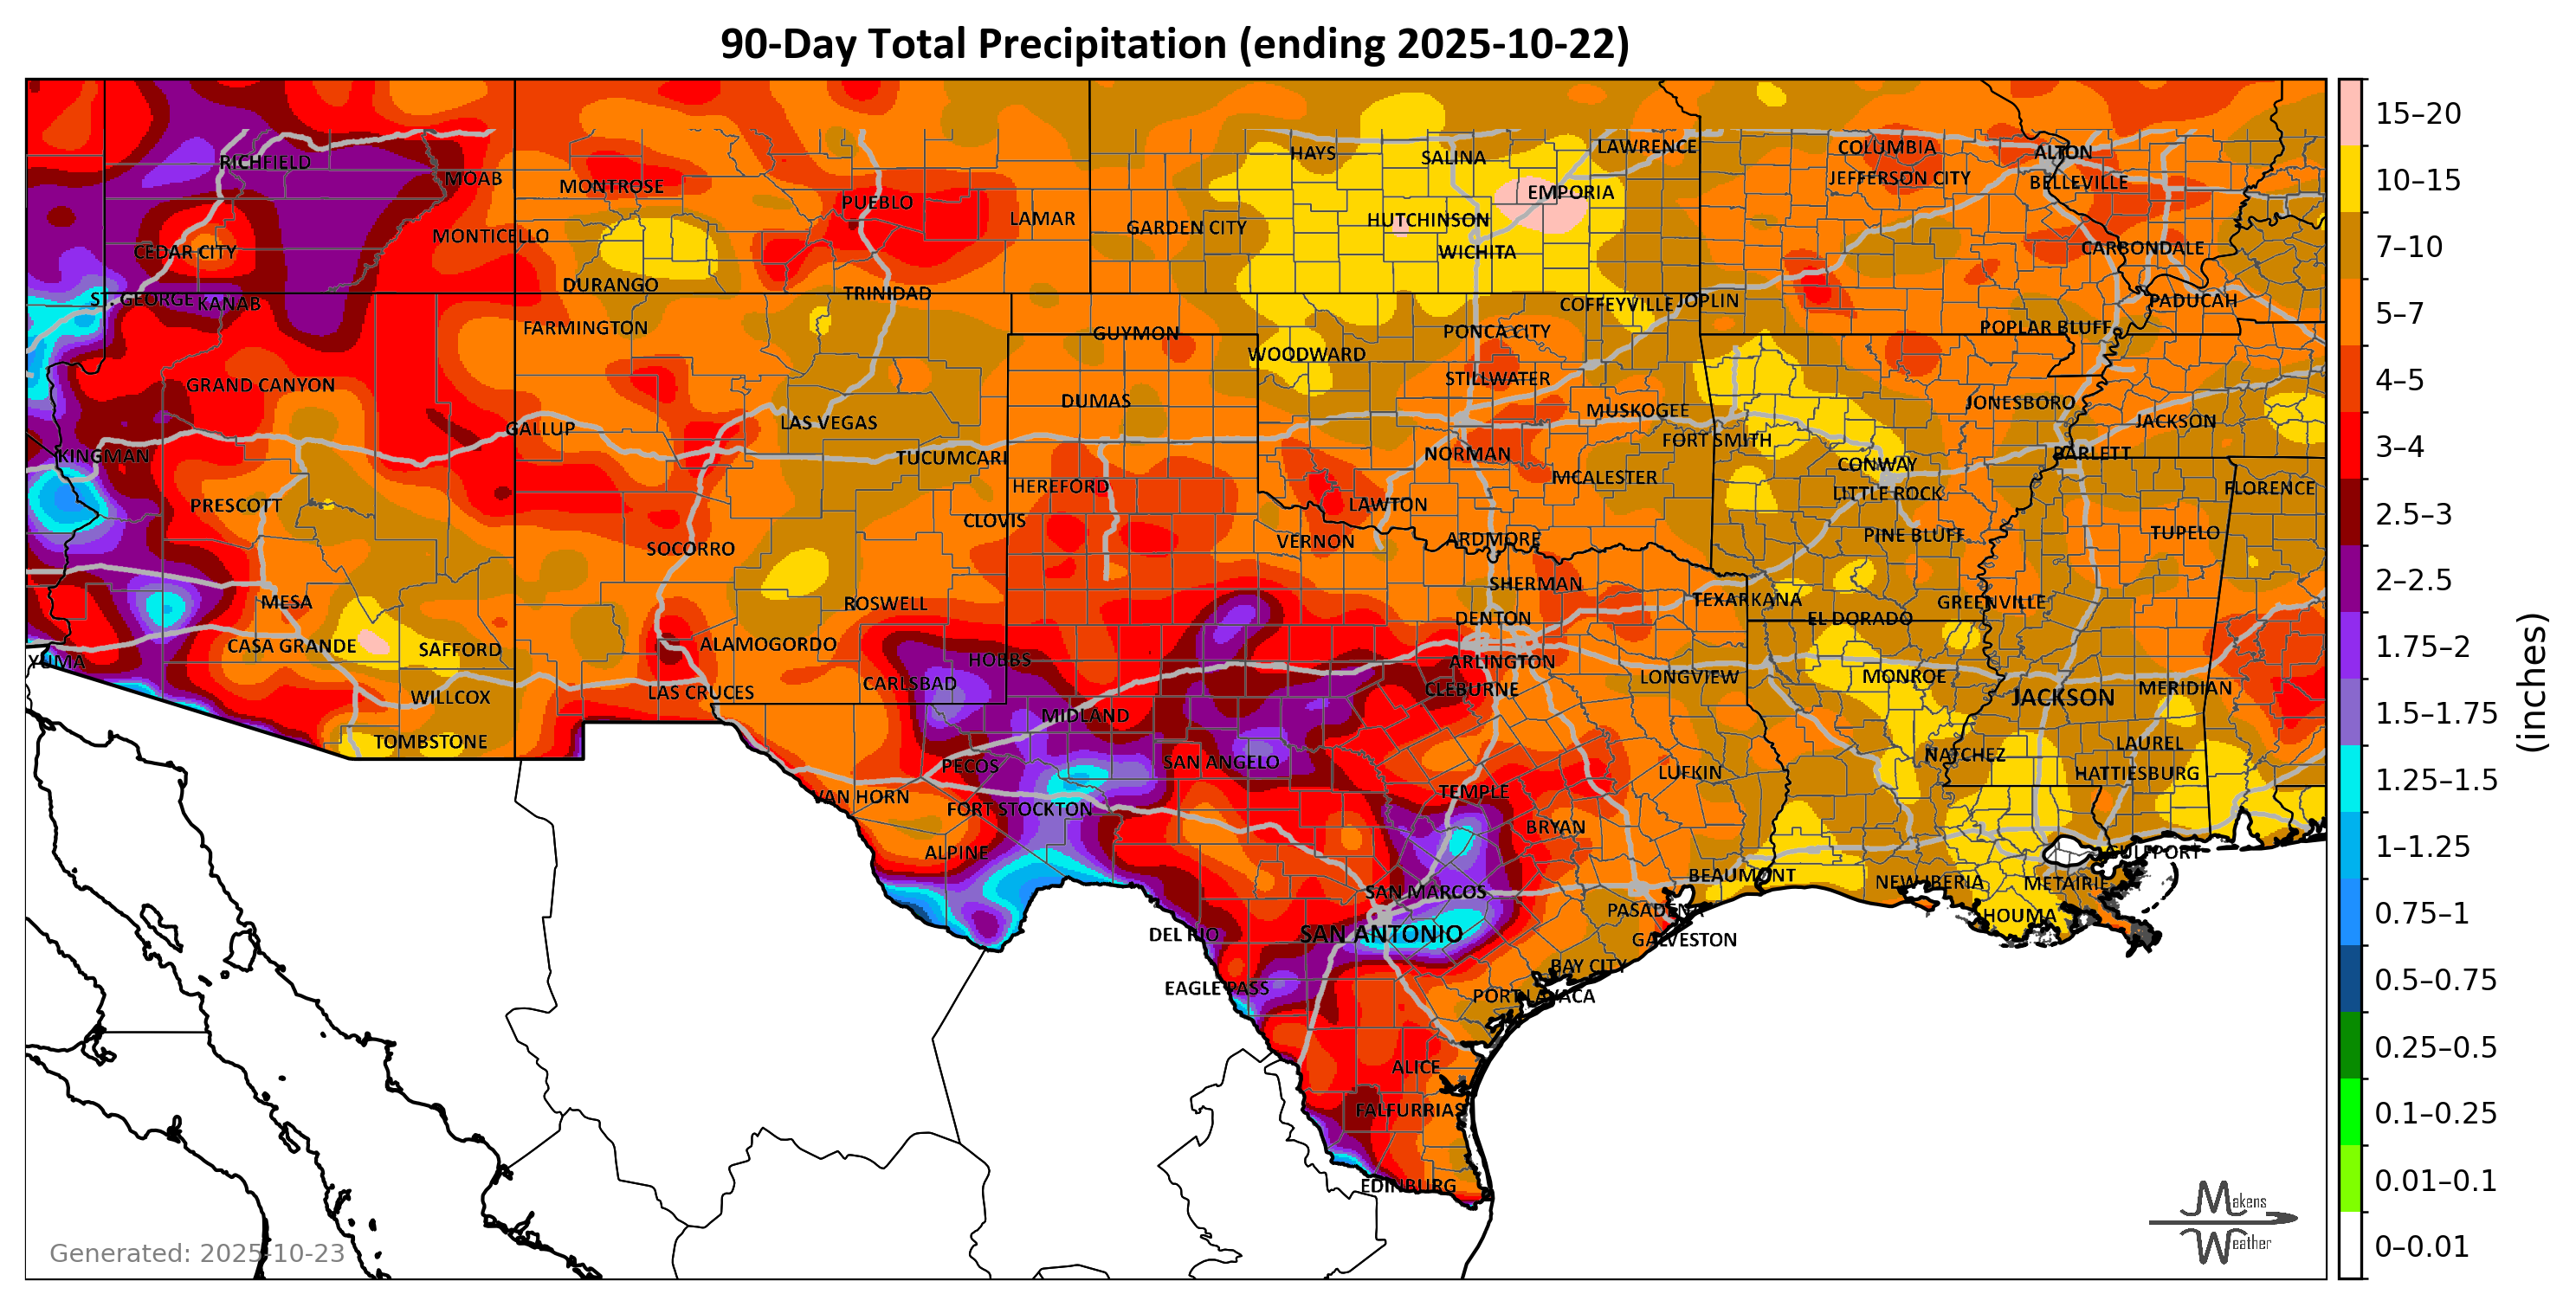 90-Day Total Precipitation (ending 2025-10-22)
HAYS
SALINA
LAWRENCE
COLUMBIA
ALTON
RICHFIELD
MOAB
MONTROSE
EMPORIA
JEFFERSON CITY
BELLEVILLE
PUEBLO
LAMAR
GARDEN CITY
HUTCHINSON
MONTICELLO
CEDAR CITY
WICHITA
CARBONDALE
DURANGO
ST. GEORGE
KANAB
TRINIDAD
COFFEYVILLE
JOPLIN
PADUCAH
FARMINGTON
GUYMON
PONCA CITY
POPLAR BLUFF
WOODWARD
GRAND CANYON
STILLWATER
DUMAS
MUSKOGEE
JONESBORO
GALLUP
LAS VEGAS
FORT SMITH
JACKSON
KINGMAN
TUCUMCARI
NORMAN
BARLETT
CONWAY
HEREFORD
MCALESTER
LITTLE ROCK
FLORENCE
PRESCOTT
LAWTON
CLOVIS
PINE BLUFF
TUPELO
SOCORRO
VERNON
ARDMORE
SHERMAN
MESA
ROSWELL
TEXARKANA
GREENVILLE
DENTON
EL DORADO
CASA GRANDE
SAFFORD
ALAMOGORDO
YUMA
HOBBS
ARLINGTON
LONGVIEW
MONROE
WILLCOX
LAS CRUCES
CARLSBAD
CLEBURNE
JACKSON
MERIDIAN
MIDLAND
TOMBSTONE
LAUREL
PECOS
SAN ANGELO
NATCHEZ
LUFKIN
HATTIESBURG
VAN HORN
FORT STOCKTON
TEMPLE
BRYAN
ALPINE
GULFPORT
SAN MARCOS
BEAUMONT
NEW IBERIA
METAIRIE
PASADENA
HOUMA
DEL RIO
SAN ANTONIO
GALVESTON
BAY CITY
EAGLE PASS
PORT LAVACA
ALICE
FALFURRIAS
EDINBURG
Generated: 2025-10-23
Makens
Weather
15–20
10–15
7–10
5–7
4–5
3–4
2.5–3
2–2.5
1.75–2
1.5–1.75
1.25–1.5
1–1.25
0.75–1
0.5–0.75
0.25–0.5
0.1–0.25
0.01–0.1
0–0.01
(inches)